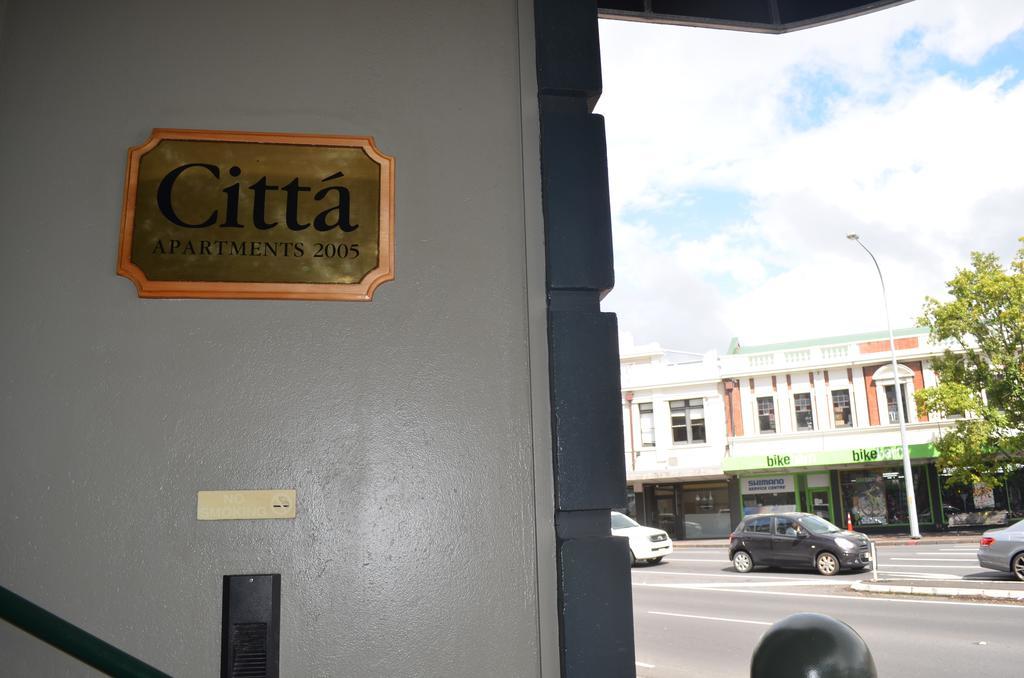 Cittá
APARTMENTS 2005
NO
SMOKING
bike
bike
SHIMANO
SERVICE CENTRE